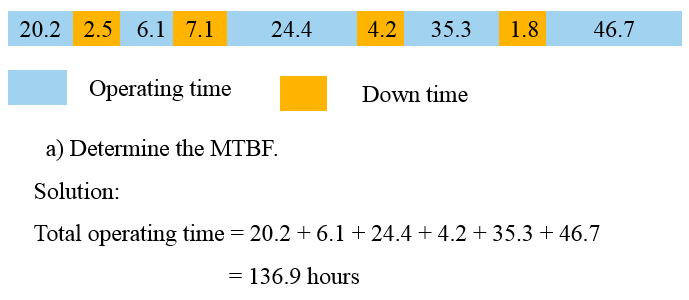 20.2 2.5 6.1 7.1 24.4 4.2 35.3 1.8 46.7
Operating time Down time
a) Determine the MTBF.
Solution:
Total operating time = 20.2 + 6.1 + 24.4 + 4.2 + 35.3 + 46.7
= 136.9 hours